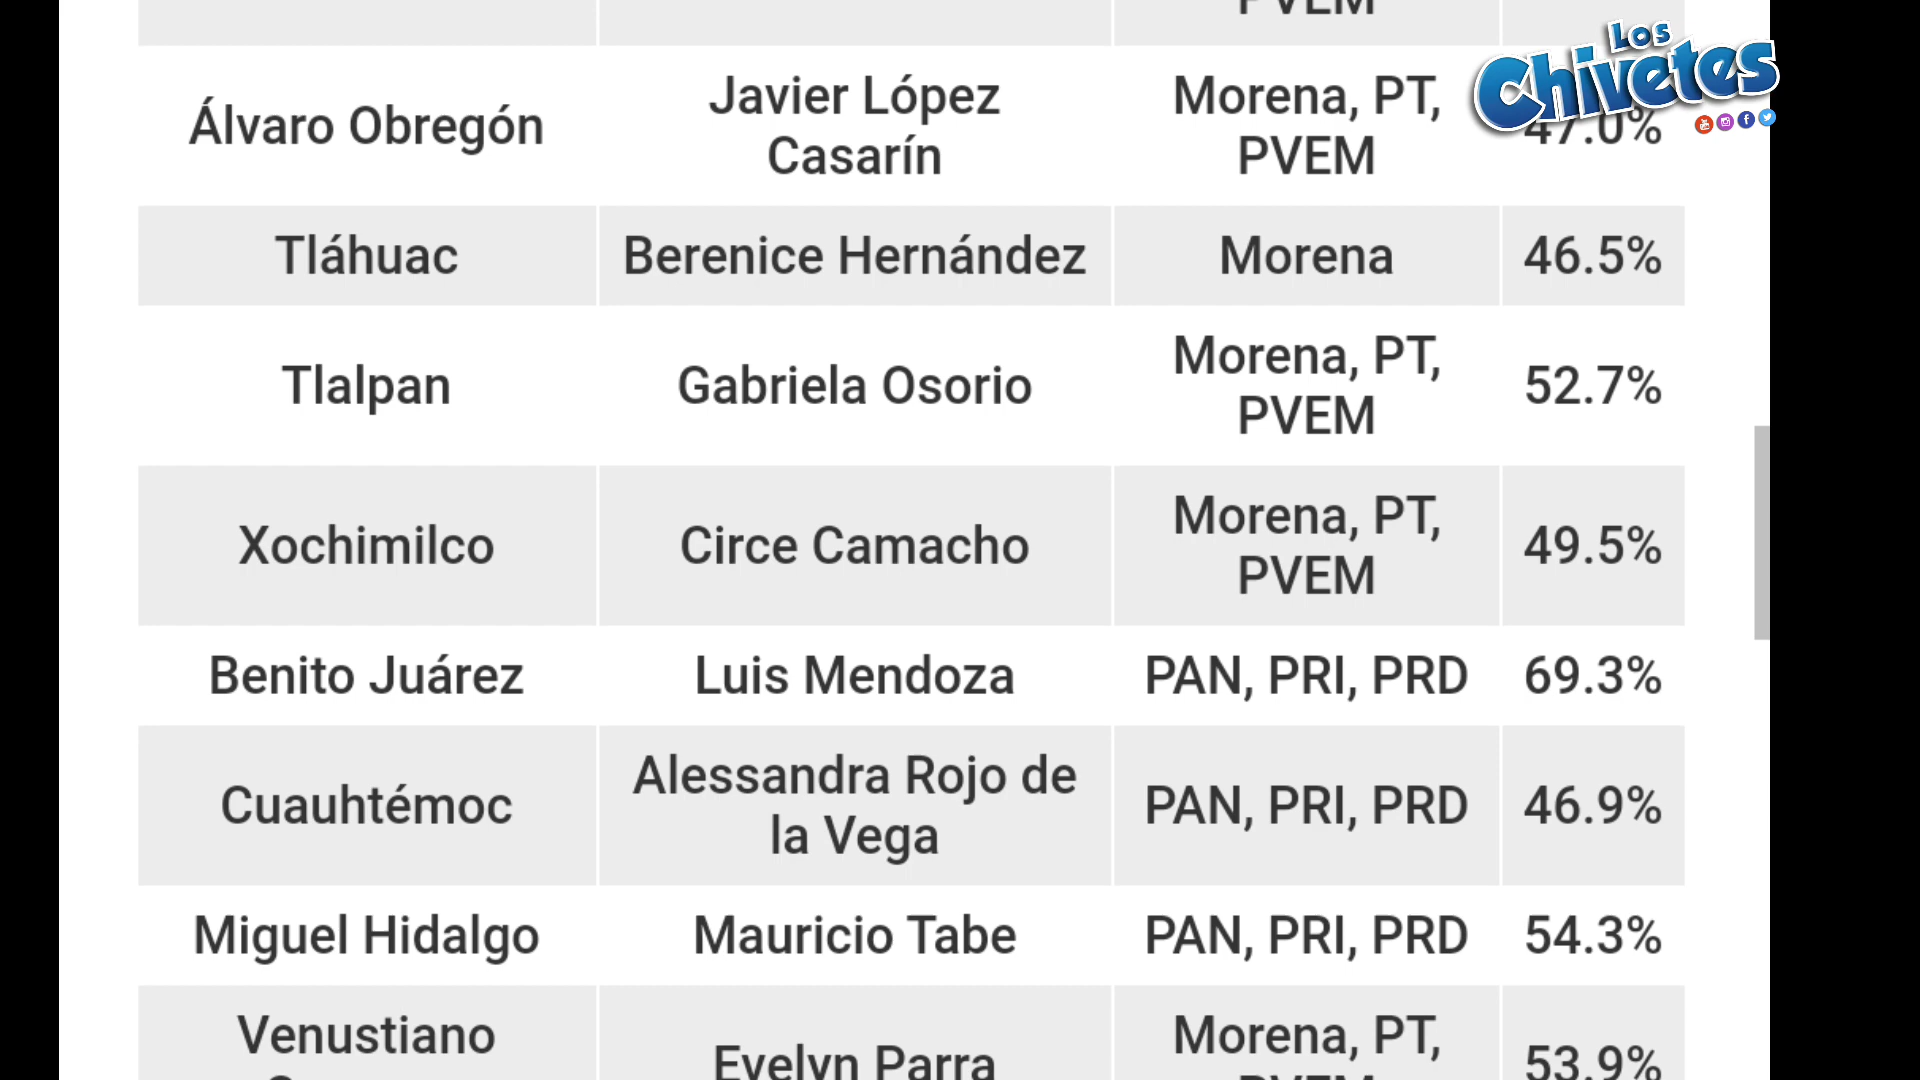 PVEM
Los
Chivetes
Álvaro Obregón
Javier López
Casarín
Morena, PT,
PVEM
47.0%
Tláhuac
Berenice Hernández
Morena
46.5%
Tlalpan
Gabriela Osorio
Morena, PT,
PVEM
52.7%
Xochimilco
Circe Camacho
Morena, PT,
PVEM
49.5%
Benito Juárez
Luis Mendoza
PAN, PRI, PRD
69.3%
Cuauhtémoc
Alessandra Rojo de
la Vega
PAN, PRI, PRD
46.9%
Miguel Hidalgo
Mauricio Tabe
PAN, PRI, PRD
54.3%
Venustiano
Evelyn Parra
Morena, PT,
53.9%